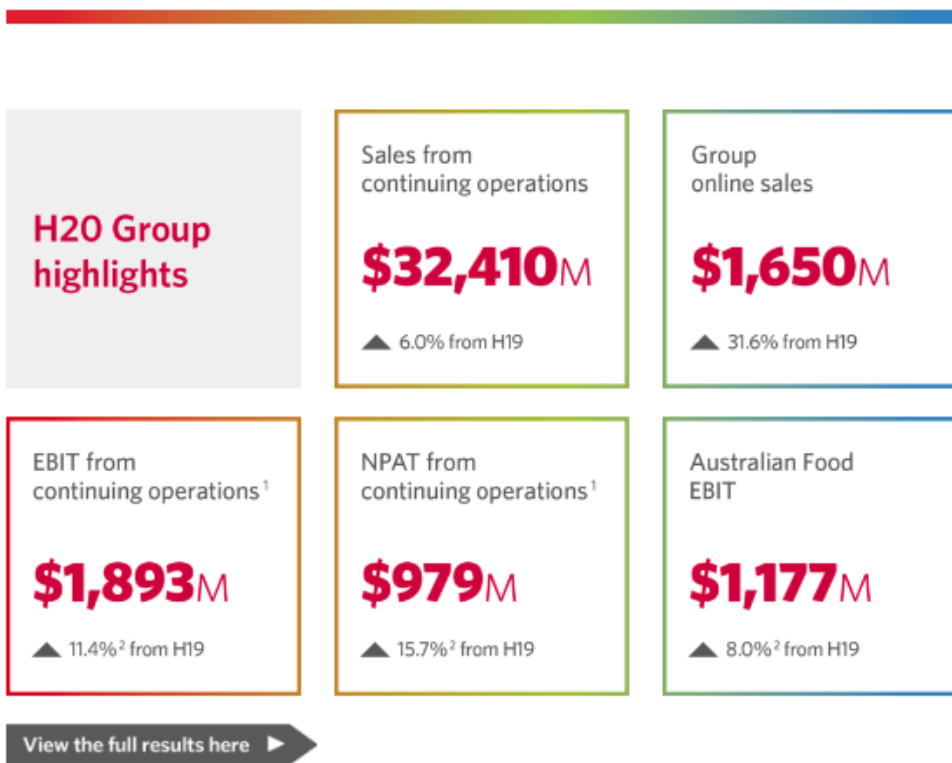 H20 Group
highlights
Sales from
continuing operations
$32,410M
▲ 6.0% from H19
Group
online sales
$1,650M
▲ 31.6% from H19
EBIT from
continuing operations¹
$1,893M
▲ 11.4%² from H19
NPAT from
continuing operations¹
$979M
▲ 15.7%² from H19
Australian Food
EBIT
$1,177M
▲ 8.0%² from H19
View the full results here ▶